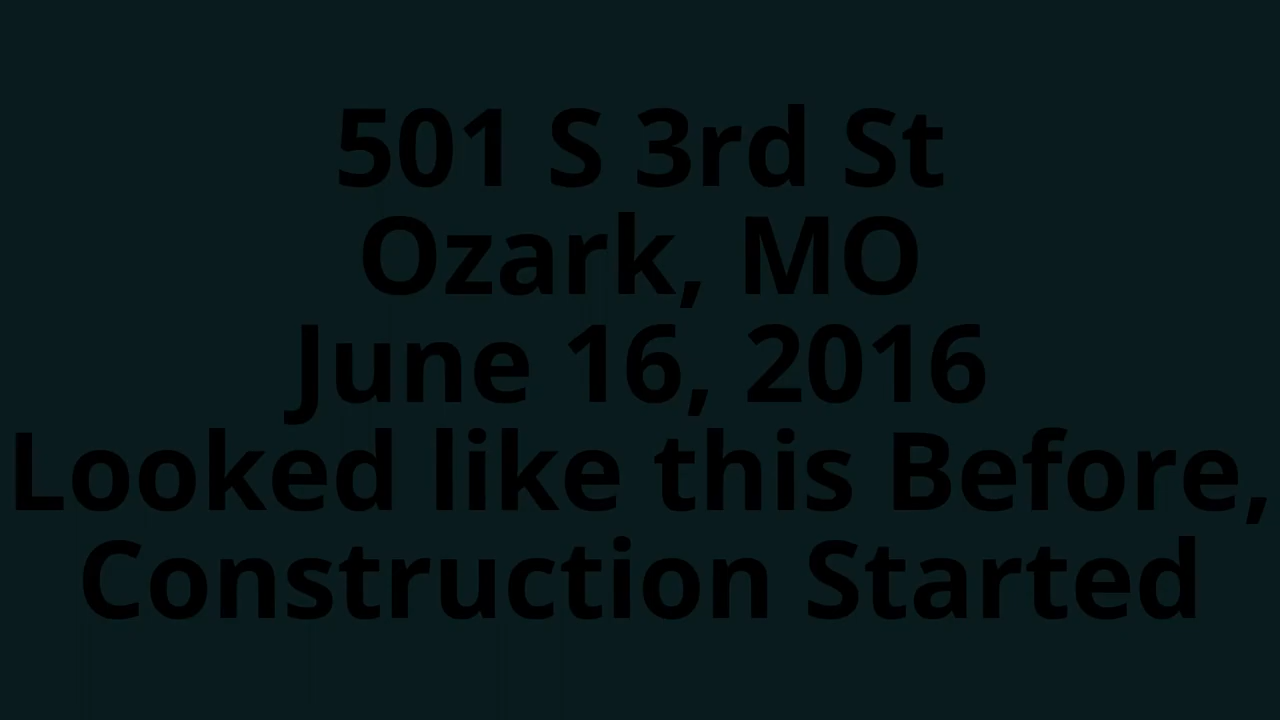 501 S 3rd St
Ozark, MO
June 16, 2016
Looked like this Before,
Construction Started